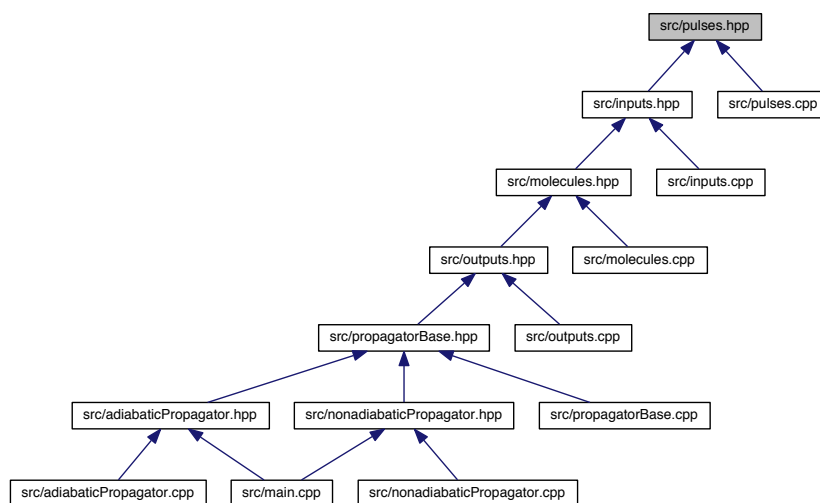 src/pulses.hpp
src/inputs.hpp
src/pulses.cpp
src/molecules.hpp
src/inputs.cpp
src/outputs.hpp
src/molecules.cpp
src/propagatorBase.hpp
src/outputs.cpp
src/adiabaticPropagator.hpp
src/nonadiabaticPropagator.hpp
src/propagatorBase.cpp
src/adiabaticPropagator.cpp
src/main.cpp
src/nonadiabaticPropagator.cpp